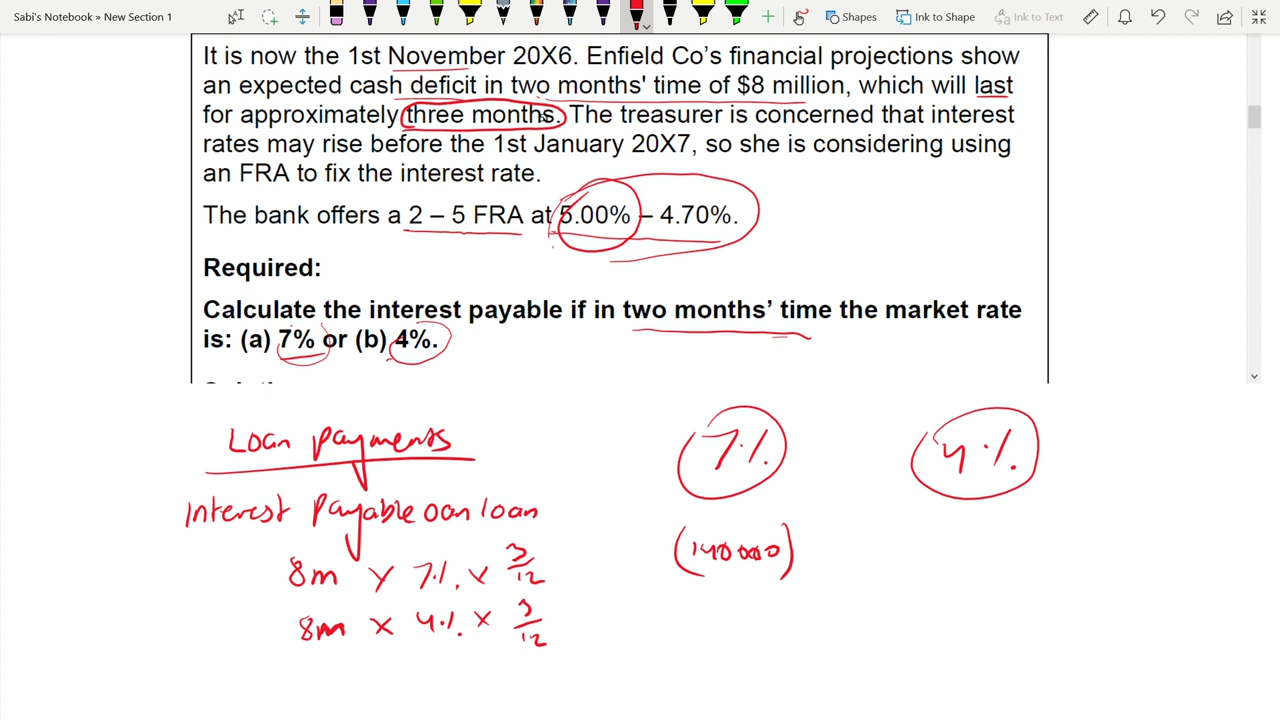 Sabi's Notebook » New Section 1
Shapes
Ink to Shape
Ink to Text
It is now the 1st November 20X6. Enfield Co's financial projections show
an expected cash deficit in two months' time of $8 million, which will last
for approximately three months. The treasurer is concerned that interest
rates may rise before the 1st January 20X7, so she is considering using
an FRA to fix the interest rate.
The bank offers a 2 – 5 FRA at 5.00% – 4.70%.
Required:
Calculate the interest payable if in two months' time the market rate
is: (a) 7% or (b) 4%.
Loan Payments
7%
4%
Interest Payable oan loan
8m × 7% × 3/12
(140000)
8m × 4% × 3/12